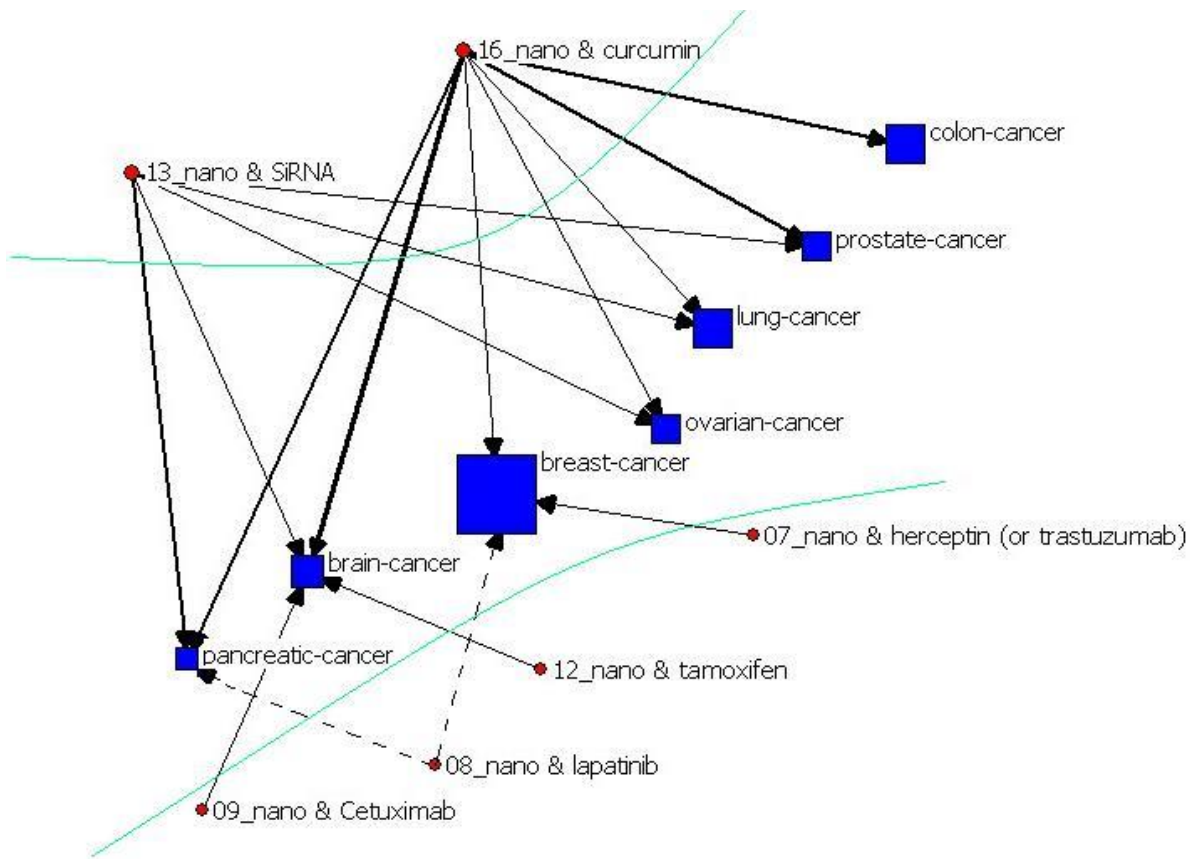 16_nano & curcumin
colon-cancer
13_nano & SiRNA
prostate-cancer
lung-cancer
ovarian-cancer
breast-cancer
07_nano & herceptin (or trastuzumab)
brain-cancer
pancreatic-cancer
12_nano & tamoxifen
08_nano & lapatinib
09_nano & Cetuximab